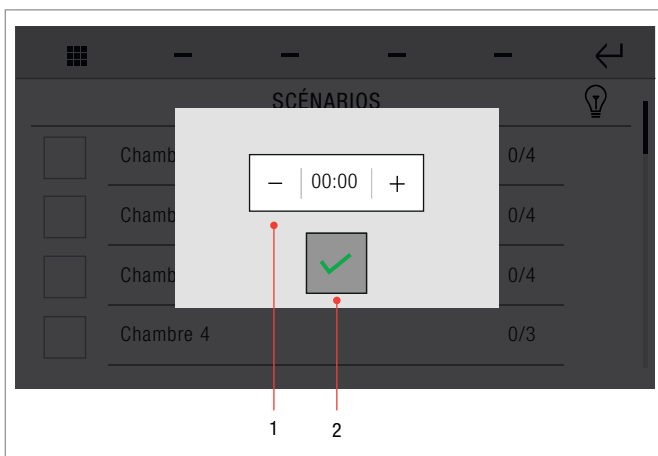 SCÉNARIOS
Chamb 0/4
− 00:00 +
Chamb 0/4
Chamb 0/4
Chambre 4 0/3
1 2